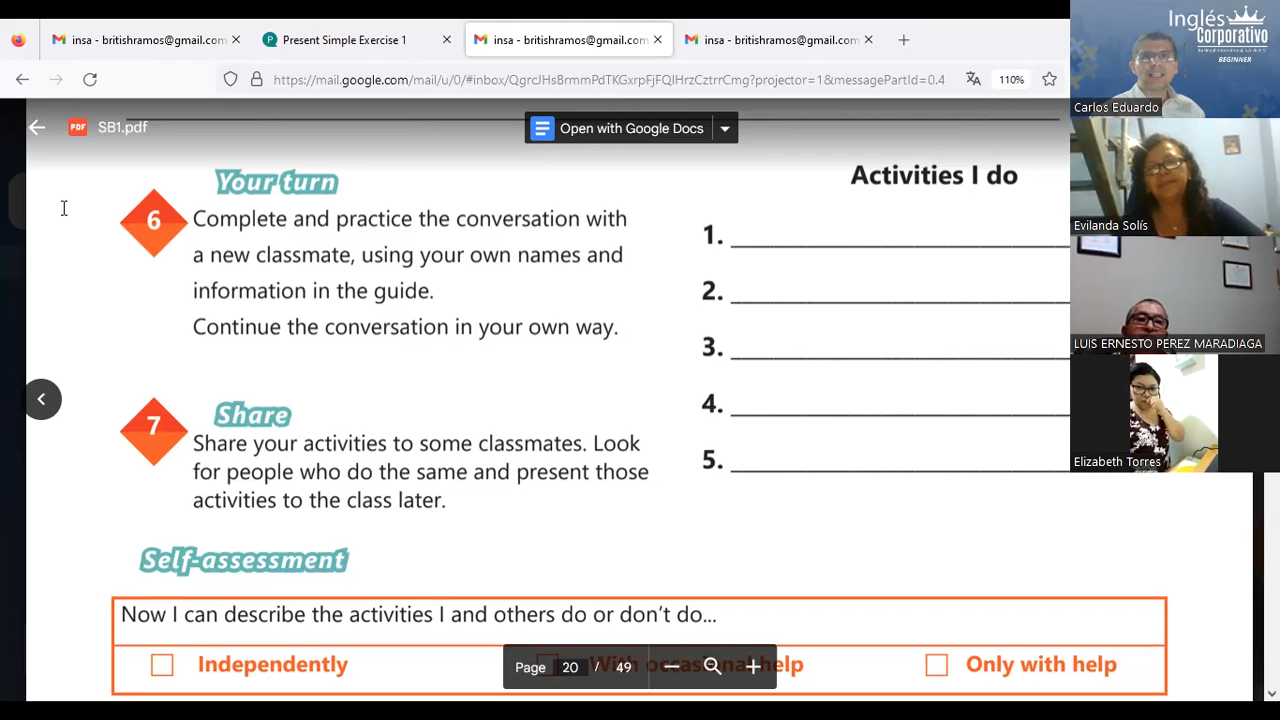 insa - britishramos@gmail.com
Present Simple Exercise 1
insa - britishramos@gmail.com
insa - britishramos@gmail.com
https://mail.google.com/mail/u/0/#inbox/QgrcJHsBrmmPdTKGxrpFjFQIHrzCztrrCmg?projector=1&messagePartId=0.4
110%
PDF SB1.pdf
Open with Google Docs
Your turn
6
Complete and practice the conversation with
a new classmate, using your own names and
information in the guide.
Continue the conversation in your own way.
Activities I do
1.
2.
3.
4.
5.
7
Share
Share your activities to some classmates. Look
for people who do the same and present those
activities to the class later.
Self-assessment
Now I can describe the activities I and others do or don't do...
Independently
With occasional help
Only with help
Page 20 / 49
Inglés
Corporativo
BEGINNER
Carlos Eduardo
Evilanda Solís
LUIS ERNESTO PEREZ MARADIAGA
Elizabeth Torres